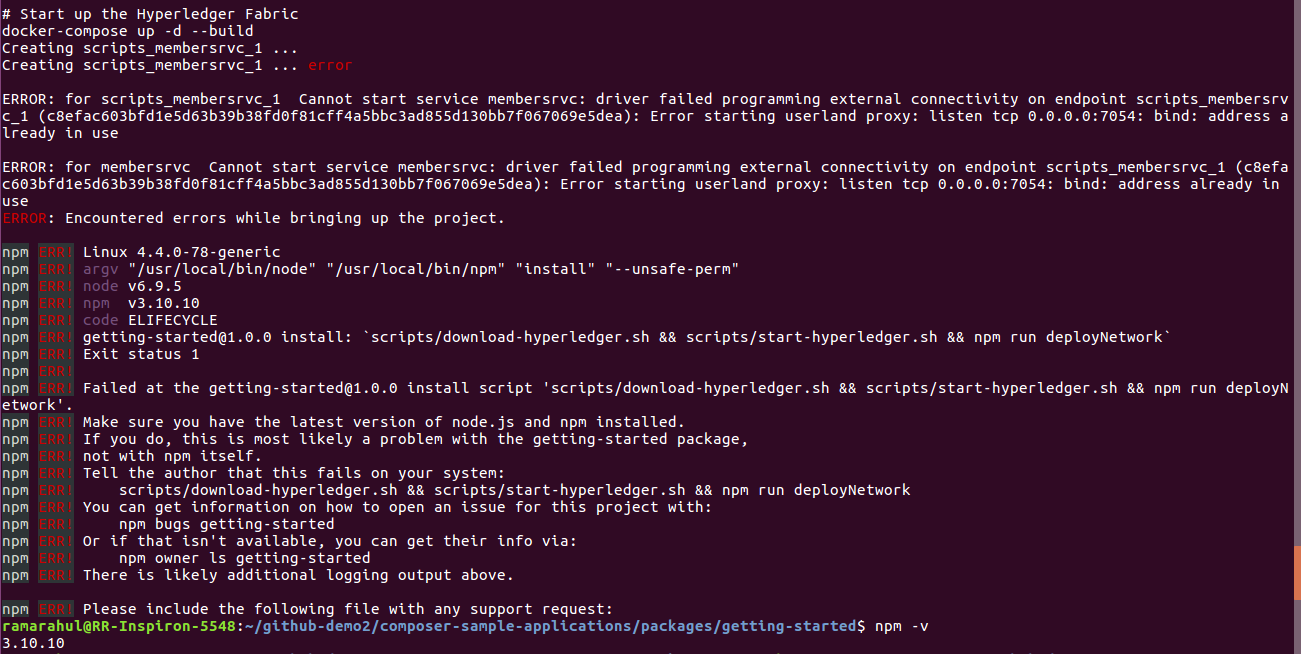 # Start up the Hyperledger Fabric
docker-compose up -d --build
Creating scripts_membersrvc_1 ...
Creating scripts_membersrvc_1 ... error
ERROR: for scripts_membersrvc_1  Cannot start service membersrvc: driver failed programming external connectivity on endpoint scripts_membersrv
c_1 (c8efac603bfd1e5d63b39b38fd0f81cff4a5bbc3ad855d130bb7f067069e5dea): Error starting userland proxy: listen tcp 0.0.0.0:7054: bind: address a
lready in use
ERROR: for membersrvc  Cannot start service membersrvc: driver failed programming external connectivity on endpoint scripts_membersrvc_1 (c8efa
c603bfd1e5d63b39b38fd0f81cff4a5bbc3ad855d130bb7f067069e5dea): Error starting userland proxy: listen tcp 0.0.0.0:7054: bind: address already in
use
ERROR: Encountered errors while bringing up the project.
npm ERR! Linux 4.4.0-78-generic
npm ERR! argv "/usr/local/bin/node" "/usr/local/bin/npm" "install" "--unsafe-perm"
npm ERR! node v6.9.5
npm ERR! npm  v3.10.10
npm ERR! code ELIFECYCLE
npm ERR! getting-started@1.0.0 install: `scripts/download-hyperledger.sh && scripts/start-hyperledger.sh && npm run deployNetwork`
npm ERR! Exit status 1
npm ERR!
npm ERR! Failed at the getting-started@1.0.0 install script 'scripts/download-hyperledger.sh && scripts/start-hyperledger.sh && npm run deployN
etwork'.
npm ERR! Make sure you have the latest version of node.js and npm installed.
npm ERR! If you do, this is most likely a problem with the getting-started package,
npm ERR! not with npm itself.
npm ERR! Tell the author that this fails on your system:
npm ERR!     scripts/download-hyperledger.sh && scripts/start-hyperledger.sh && npm run deployNetwork
npm ERR! You can get information on how to open an issue for this project with:
npm ERR!     npm bugs getting-started
npm ERR! Or if that isn't available, you can get their info via:
npm ERR!     npm owner ls getting-started
npm ERR! There is likely additional logging output above.
npm ERR! Please include the following file with any support request:
ramarahul@RR-Inspiron-5548:~/github-demo2/composer-sample-applications/packages/getting-started$ npm -v
3.10.10